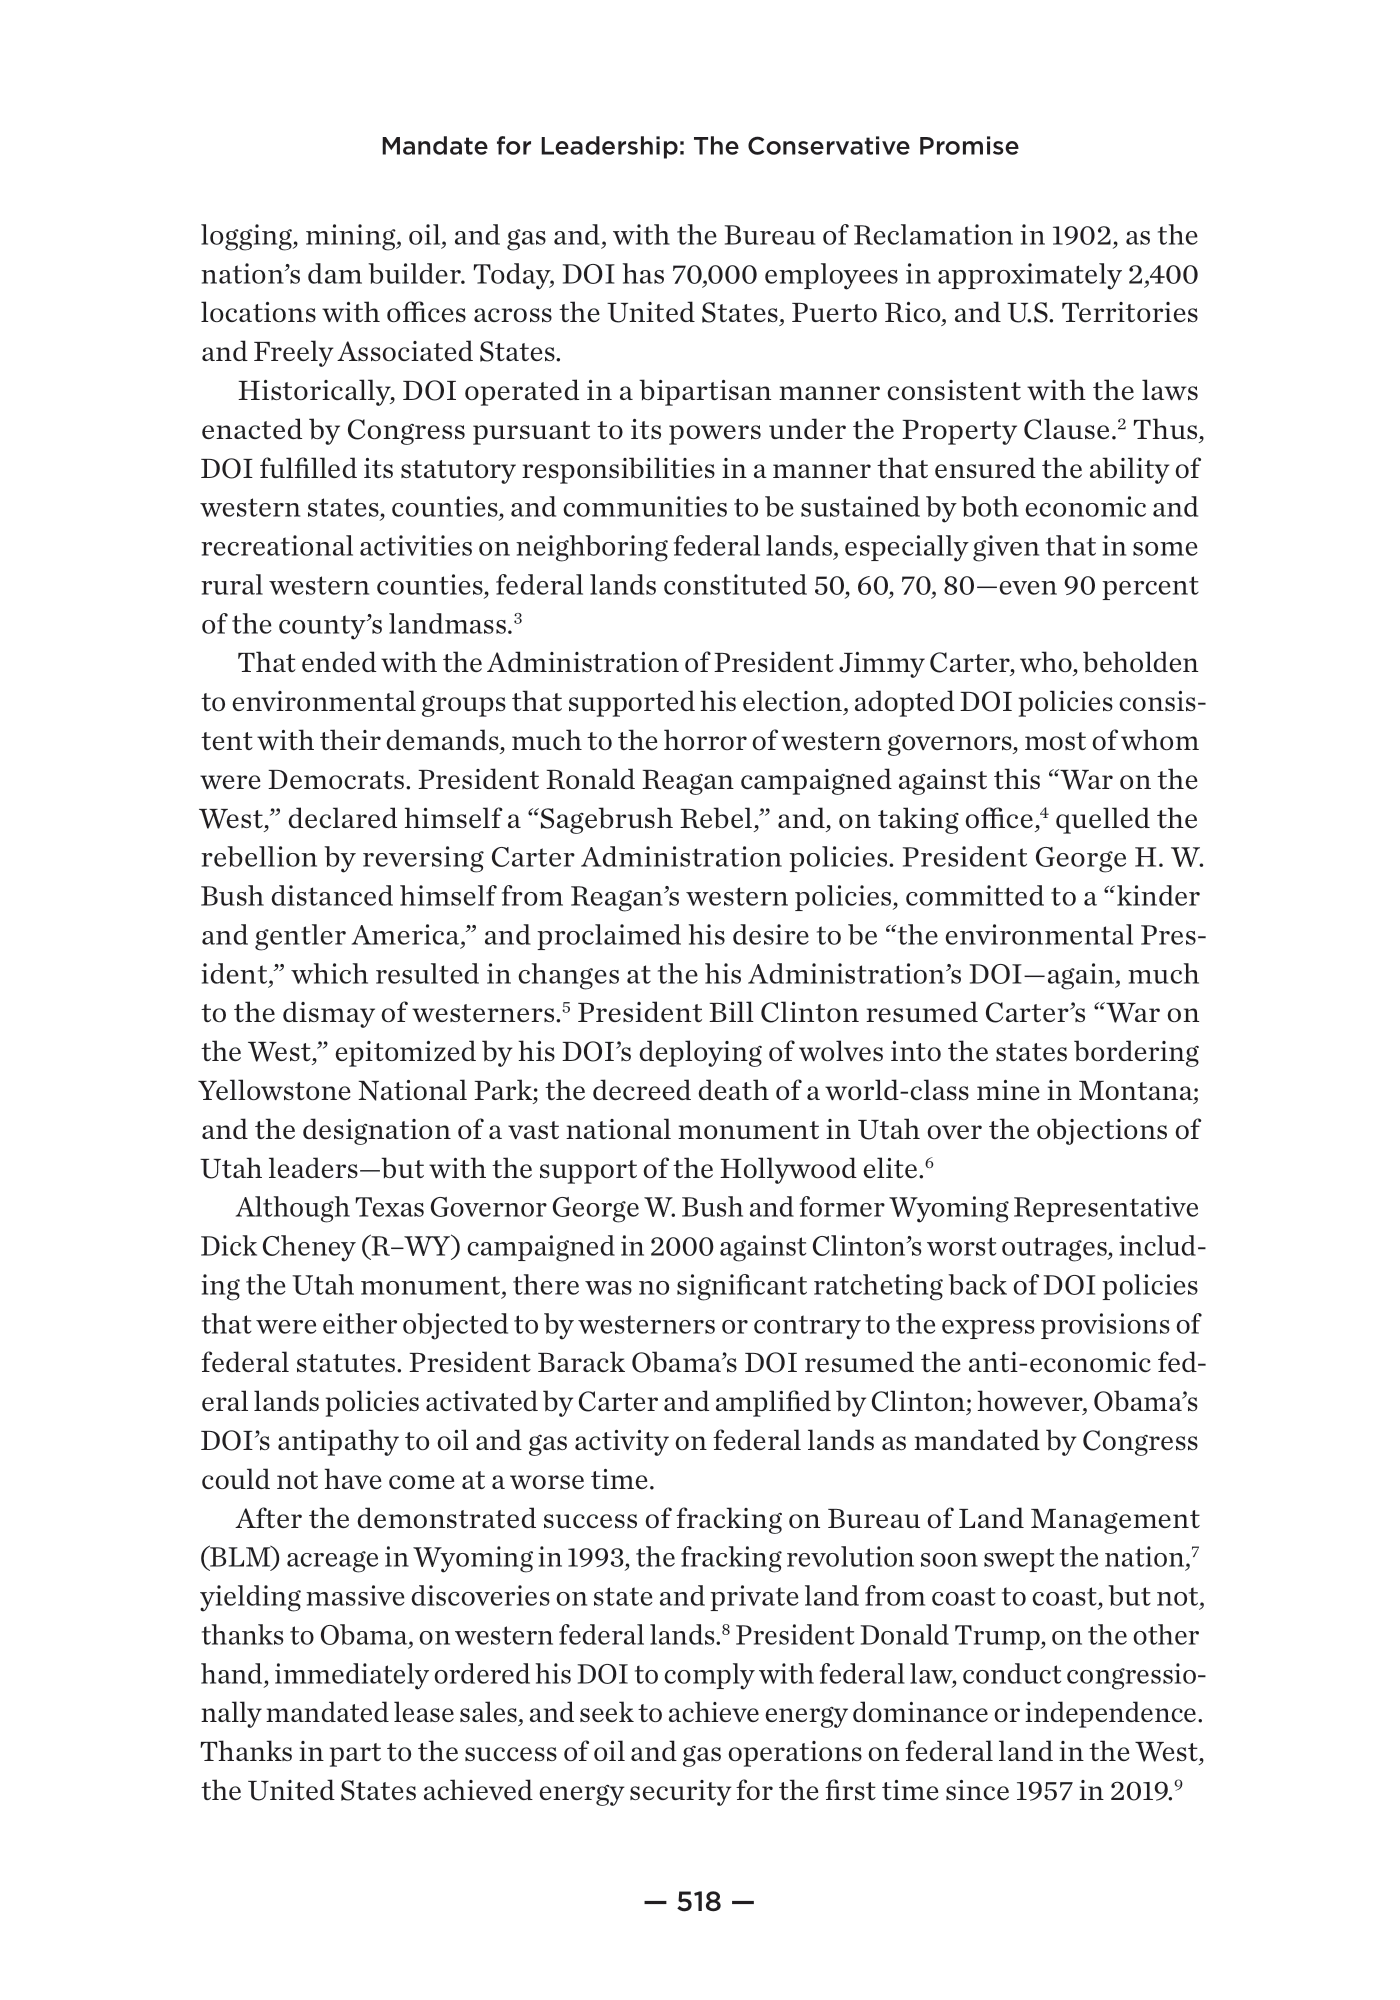 Mandate for Leadership: The Conservative Promise
logging, mining, oil, and gas and, with the Bureau of Reclamation in 1902, as the
nation’s dam builder. Today, DOI has 70,000 employees in approximately 2,400
locations with offices across the United States, Puerto Rico, and U.S. Territories
and Freely Associated States.
Historically, DOI operated in a bipartisan manner consistent with the laws
enacted by Congress pursuant to its powers under the Property Clause.² Thus,
DOI fulfilled its statutory responsibilities in a manner that ensured the ability of
western states, counties, and communities to be sustained by both economic and
recreational activities on neighboring federal lands, especially given that in some
rural western counties, federal lands constituted 50, 60, 70, 80—even 90 percent
of the county’s landmass.³
That ended with the Administration of President Jimmy Carter, who, beholden
to environmental groups that supported his election, adopted DOI policies consis-
tent with their demands, much to the horror of western governors, most of whom
were Democrats. President Ronald Reagan campaigned against this “War on the
West,” declared himself a “Sagebrush Rebel,” and, on taking office,⁴ quelled the
rebellion by reversing Carter Administration policies. President George H. W.
Bush distanced himself from Reagan’s western policies, committed to a “kinder
and gentler America,” and proclaimed his desire to be “the environmental Pres-
ident,” which resulted in changes at the his Administration’s DOI—again, much
to the dismay of westerners.⁵ President Bill Clinton resumed Carter’s “War on
the West,” epitomized by his DOI’s deploying of wolves into the states bordering
Yellowstone National Park; the decreed death of a world-class mine in Montana;
and the designation of a vast national monument in Utah over the objections of
Utah leaders—but with the support of the Hollywood elite.⁶
Although Texas Governor George W. Bush and former Wyoming Representative
Dick Cheney (R–WY) campaigned in 2000 against Clinton’s worst outrages, includ-
ing the Utah monument, there was no significant ratcheting back of DOI policies
that were either objected to by westerners or contrary to the express provisions of
federal statutes. President Barack Obama’s DOI resumed the anti-economic fed-
eral lands policies activated by Carter and amplified by Clinton; however, Obama’s
DOI’s antipathy to oil and gas activity on federal lands as mandated by Congress
could not have come at a worse time.
After the demonstrated success of fracking on Bureau of Land Management
(BLM) acreage in Wyoming in 1993, the fracking revolution soon swept the nation,⁷
yielding massive discoveries on state and private land from coast to coast, but not,
thanks to Obama, on western federal lands.⁸ President Donald Trump, on the other
hand, immediately ordered his DOI to comply with federal law, conduct congressio-
nally mandated lease sales, and seek to achieve energy dominance or independence.
Thanks in part to the success of oil and gas operations on federal land in the West,
the United States achieved energy security for the first time since 1957 in 2019.⁹
— 518 —